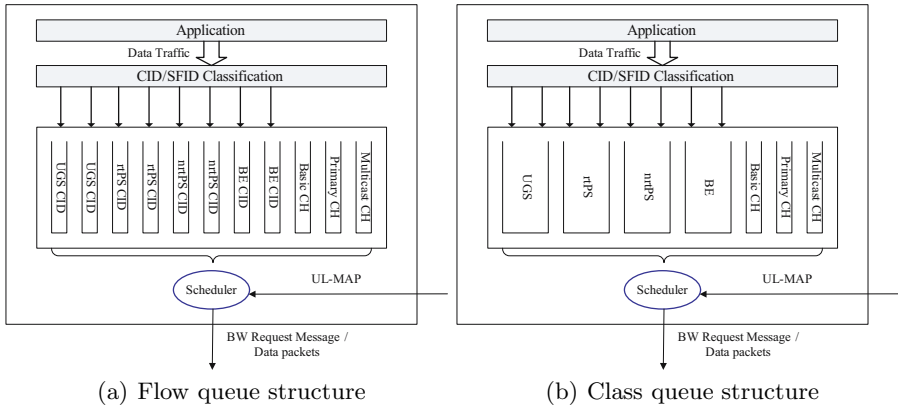 Application
Data Traffic
CID/SFID Classification
UGS CID
UGS CID
rtPS CID
rtPS CID
nrtPS CID
nrtPS CID
BE CID
BE CID
Basic CH
Primary CH
Multicast CH
Scheduler
UL-MAP
BW Request Message /
Data packets
(a) Flow queue structure
Application
Data Traffic
CID/SFID Classification
UGS
rtPS
nrtPS
BE
Basic CH
Primary CH
Multicast CH
Scheduler
UL-MAP
BW Request Message /
Data packets
(b) Class queue structure